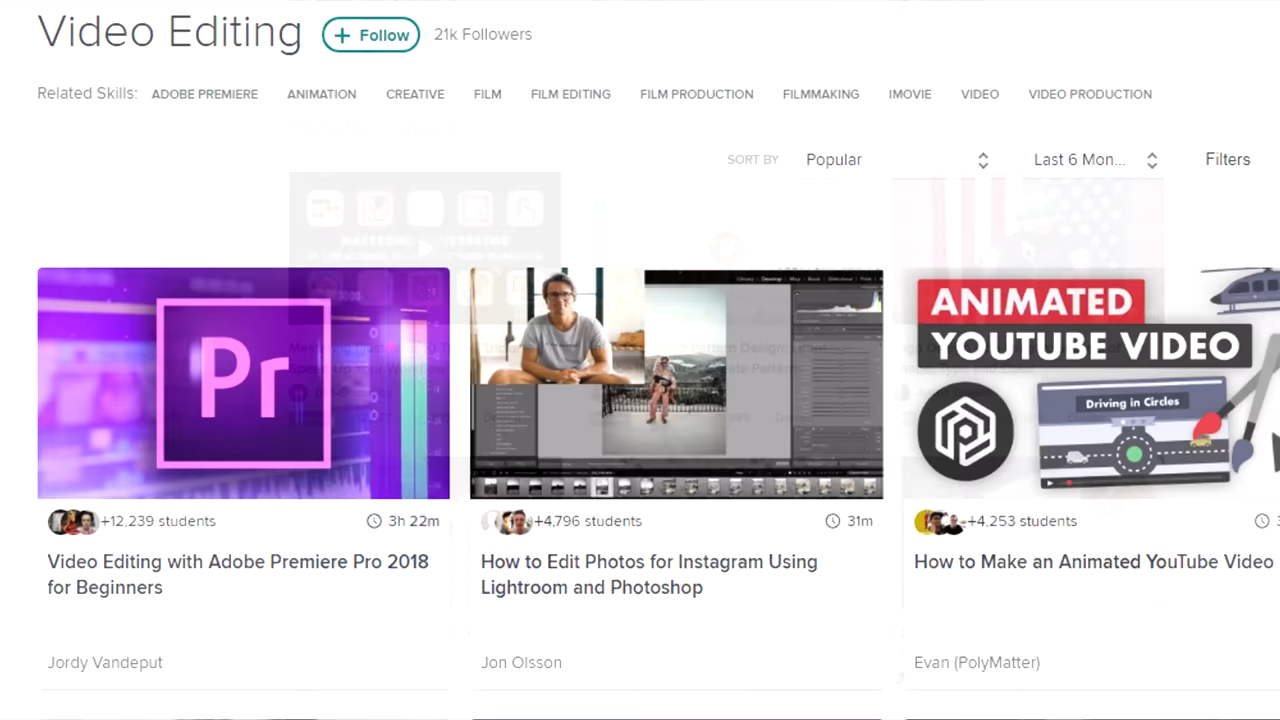 Video Editing
+ Follow
21k Followers
Related Skills: ADOBE PREMIERE ANIMATION CREATIVE FILM FILM EDITING FILM PRODUCTION FILMMAKING IMOVIE VIDEO VIDEO PRODUCTION
SORT BY Popular Last 6 Mon... Filters
Pr
ANIMATED
YOUTUBE VIDEO
Driving in Circles
+12,239 students 3h 22m
+4,796 students 31m
+4,253 students
Video Editing with Adobe Premiere Pro 2018
for Beginners
How to Edit Photos for Instagram Using
Lightroom and Photoshop
How to Make an Animated YouTube Video
Jordy Vandeput
Jon Olsson
Evan (PolyMatter)